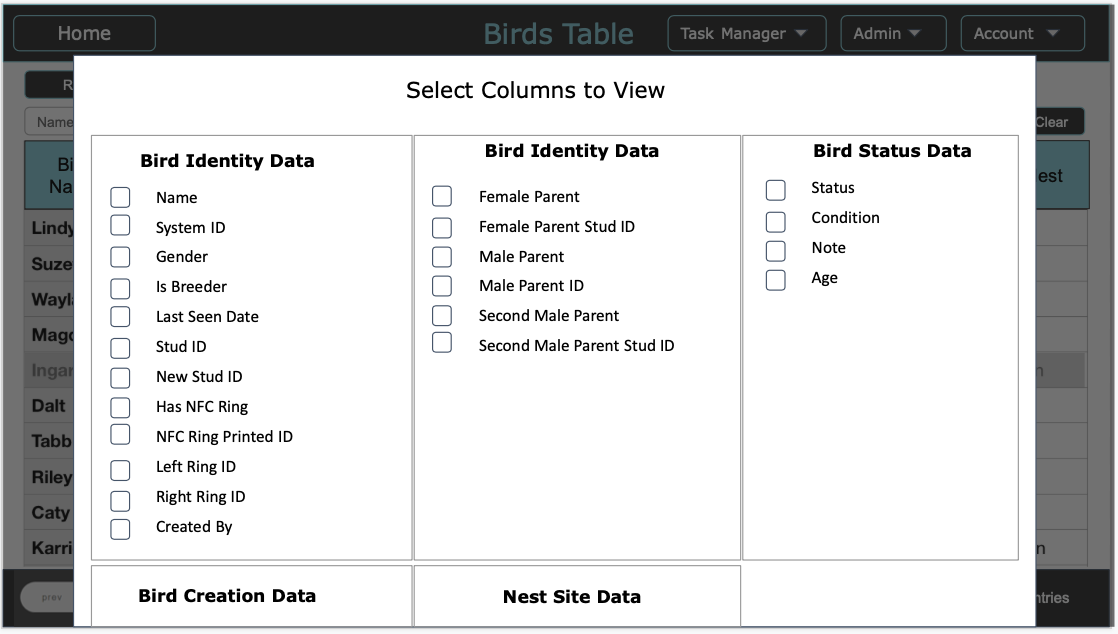 Home
Birds Table
Task Manager
Admin
Account
R
Select Columns to View
Name
Clear
Bi
Na
est
Bird Identity Data
Name
System ID
Gender
Is Breeder
Last Seen Date
Stud ID
New Stud ID
Has NFC Ring
NFC Ring Printed ID
Left Ring ID
Right Ring ID
Created By
Bird Identity Data
Female Parent
Female Parent Stud ID
Male Parent
Male Parent ID
Second Male Parent
Second Male Parent Stud ID
Bird Status Data
Status
Condition
Note
Age
Lindy
Suze
Wayla
Mago
Ingar
n
Dalt
Tabb
Riley
Caty
Karri
n
Bird Creation Data
Nest Site Data
prev
ntries